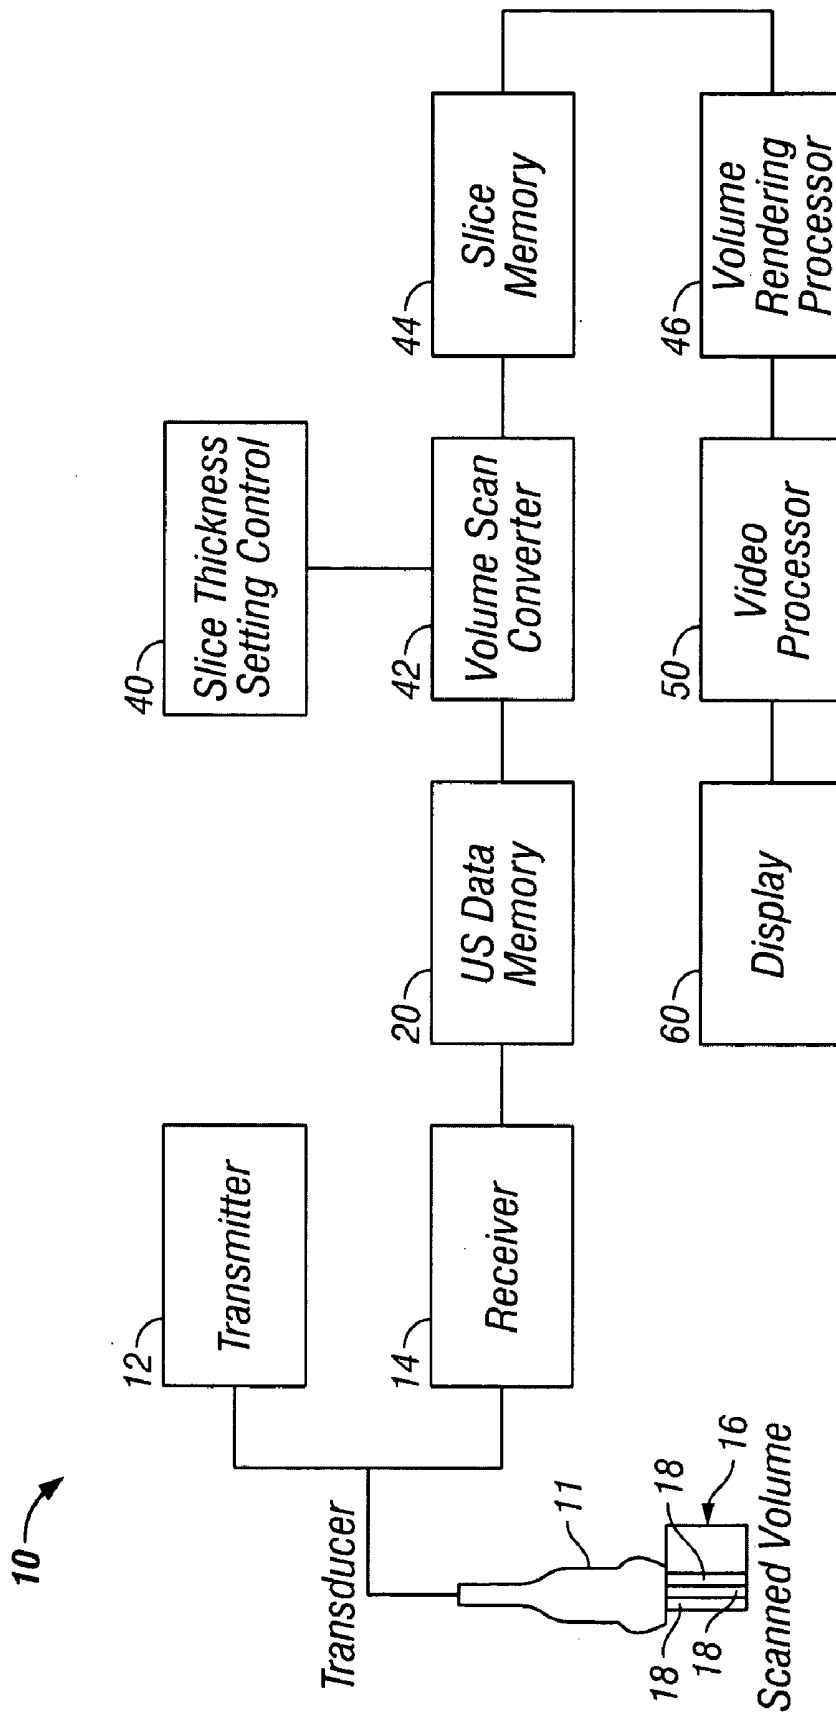 10
12
Transmitter
40
Slice Thickness
Setting Control
Transducer
11
14
Receiver
20
US Data
Memory
42
Volume Scan
Converter
44
Slice
Memory
18
18
18
16
Scanned Volume
60
Display
50
Video
Processor
46
Volume
Rendering
Processor